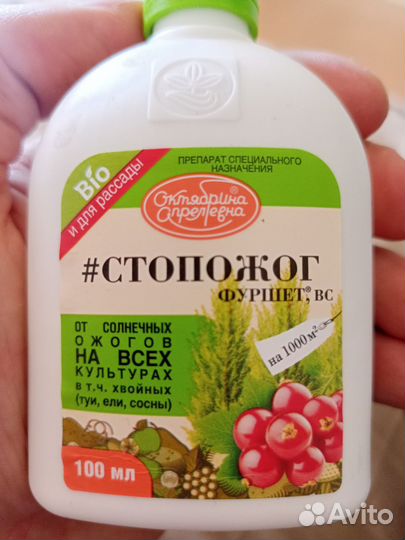 Bio
и для рассады
ПРЕПАРАТ СПЕЦИАЛЬНОГО
НАЗНАЧЕНИЯ
Октябрина
Апрелевна
#СТОПОЖОГ
ФУРШЕТ®, ВС
ОТ СОЛНЕЧНЫХ
ОЖОГОВ
НА ВСЕХ
КУЛЬТУРАХ
В Т.Ч. ХВОЙНЫХ
(туи, ели, сосны)
на 1000м²
100 мл
Avito